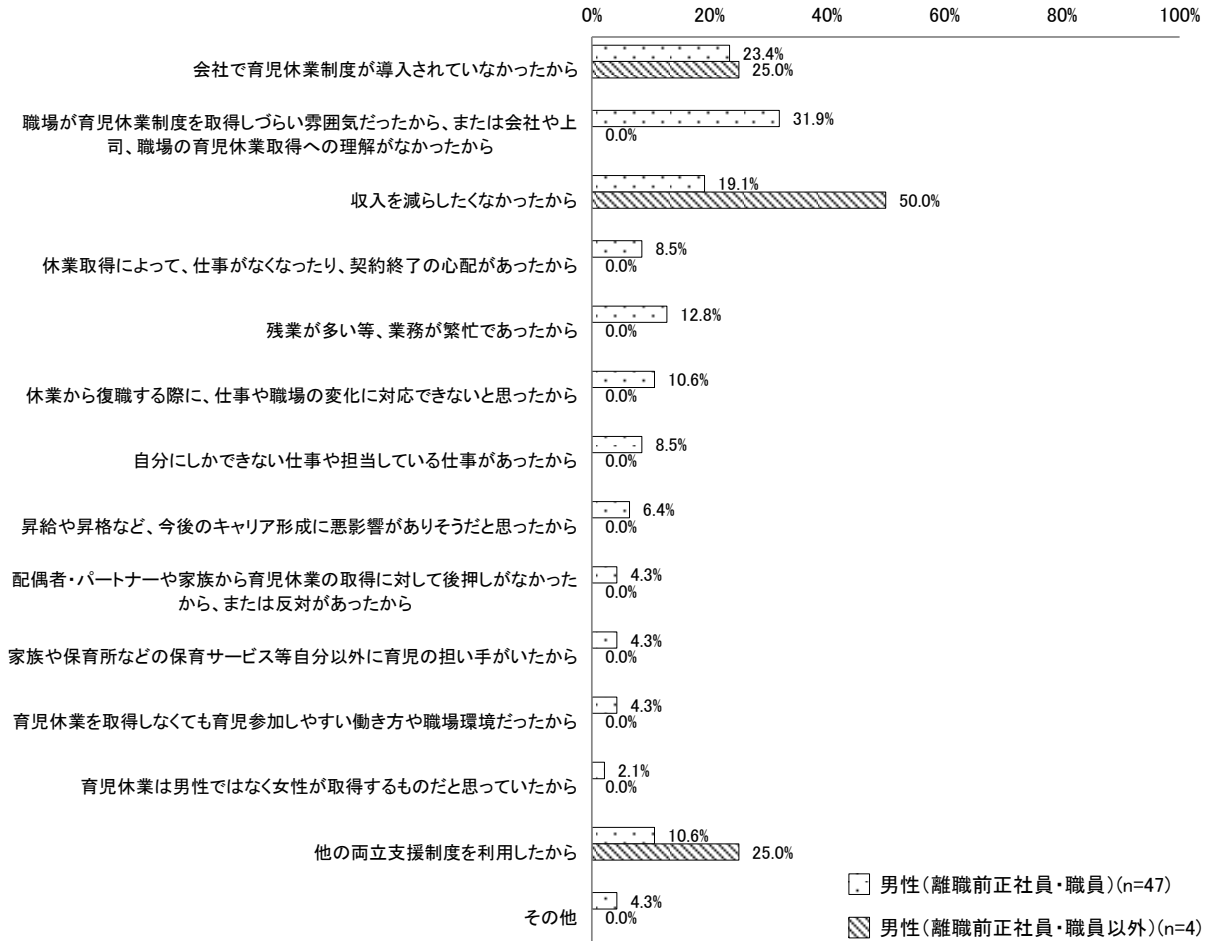 0% 20% 40% 60% 80% 100%
会社で育児休業制度が導入されていなかったから
23.4%
25.0%
職場が育児休業制度を取得しづらい雰囲気だったから、または会社や上
司、職場の育児休業取得への理解がなかったから
31.9%
0.0%
収入を減らしたくなかったから
19.1%
50.0%
休業取得によって、仕事がなくなったり、契約終了の心配があったから
8.5%
0.0%
残業が多い等、業務が繁忙であったから
12.8%
0.0%
休業から復職する際に、仕事や職場の変化に対応できないと思ったから
10.6%
0.0%
自分にしかできない仕事や担当している仕事があったから
8.5%
0.0%
昇給や昇格など、今後のキャリア形成に悪影響がありそうだと思ったから
6.4%
0.0%
配偶者・パートナーや家族から育児休業の取得に対して後押しがなかった
から、または反対があったから
4.3%
0.0%
家族や保育所などの保育サービス等自分以外に育児の担い手がいたから
4.3%
0.0%
育児休業を取得しなくても育児参加しやすい働き方や職場環境だったから
4.3%
0.0%
育児休業は男性ではなく女性が取得するものだと思っていたから
2.1%
0.0%
他の両立支援制度を利用したから
10.6%
25.0%
その他
4.3%
0.0%
男性(離職前正社員・職員)(n=47)
男性(離職前正社員・職員以外)(n=4)